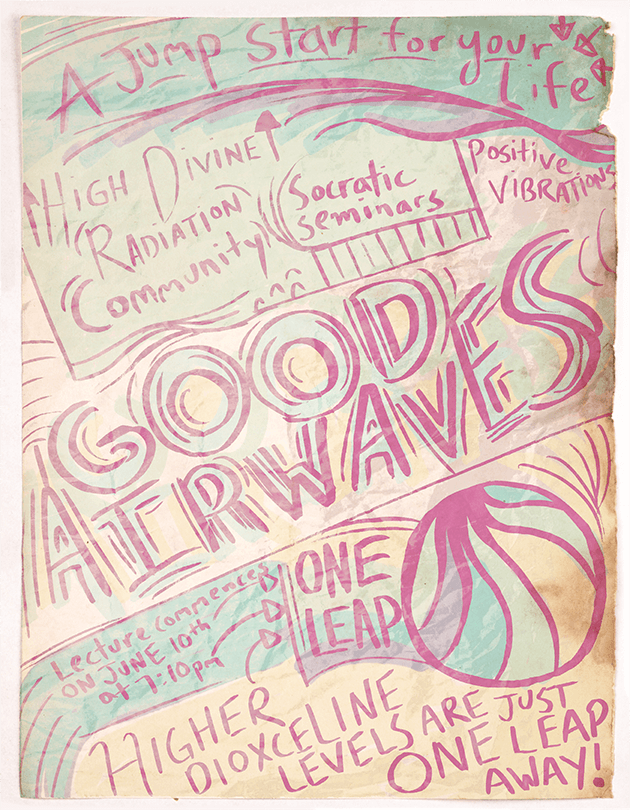 A Jump Start for your
Life
HIGH DIVINE
RADIATION
Community
Socratic
seminars
Positive
VIBRATIONS
GOOD
AIRWAVES
ONE
LEAP
Lecture commences
ON JUNE 10th
at 7:10pm
HIGHER
DIOXCELINE
LEVELS ARE JUST
ONE LEAP
AWAY!